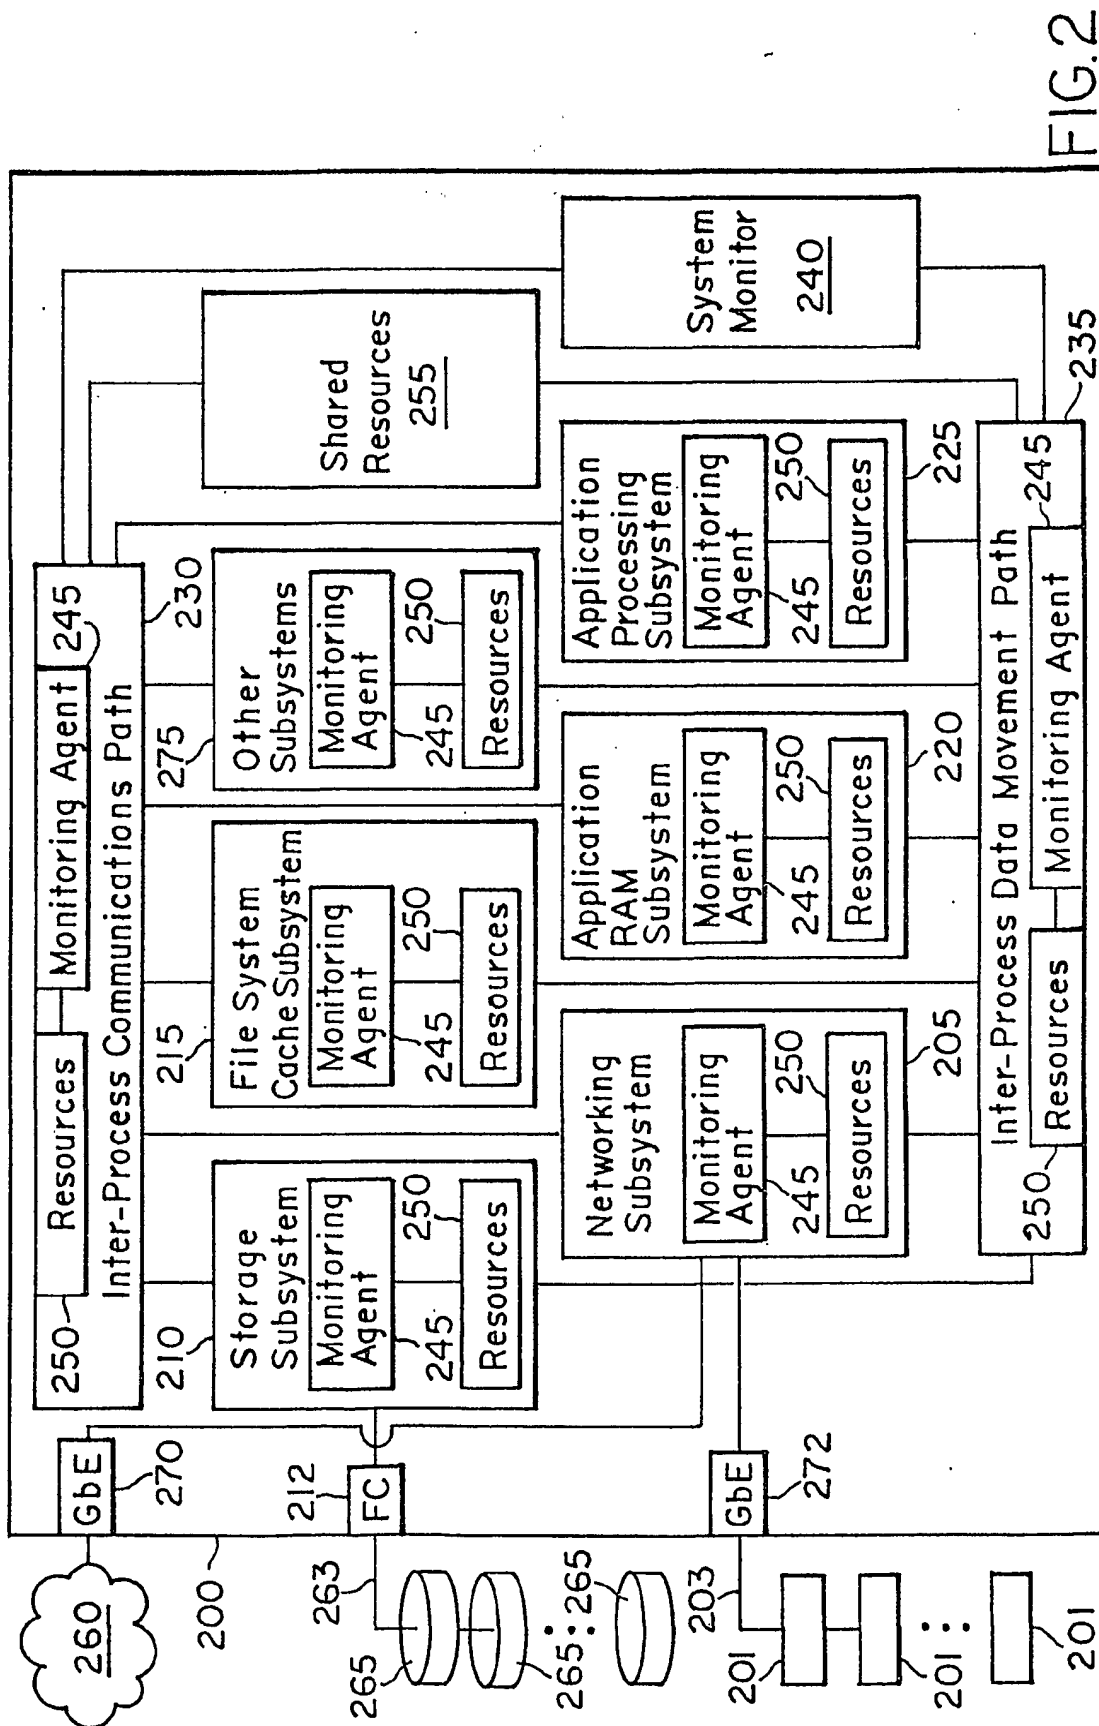 250
Resources
Monitoring Agent
245
Inter-Process Communications Path
230
GbE
270
260
200
210
Storage
Subsystem
Monitoring
Agent
245
250
Resources
215
File System
Cache Subsystem
Monitoring
Agent
245
250
Resources
275
Other
Subsystems
Monitoring
Agent
245
250
Resources
Shared
Resources
255
212
FC
263
265
265
265
Networking
Subsystem
Monitoring
Agent
245
250
Resources
205
Application
RAM
Subsystem
Monitoring
Agent
245
250
Resources
220
Application
Processing
Subsystem
Monitoring
Agent
245
250
Resources
225
System
Monitor
240
GbE
272
203
201
201
201
Inter-Process Data Movement Path
235
250
Resources
Monitoring Agent
245
FIG.2